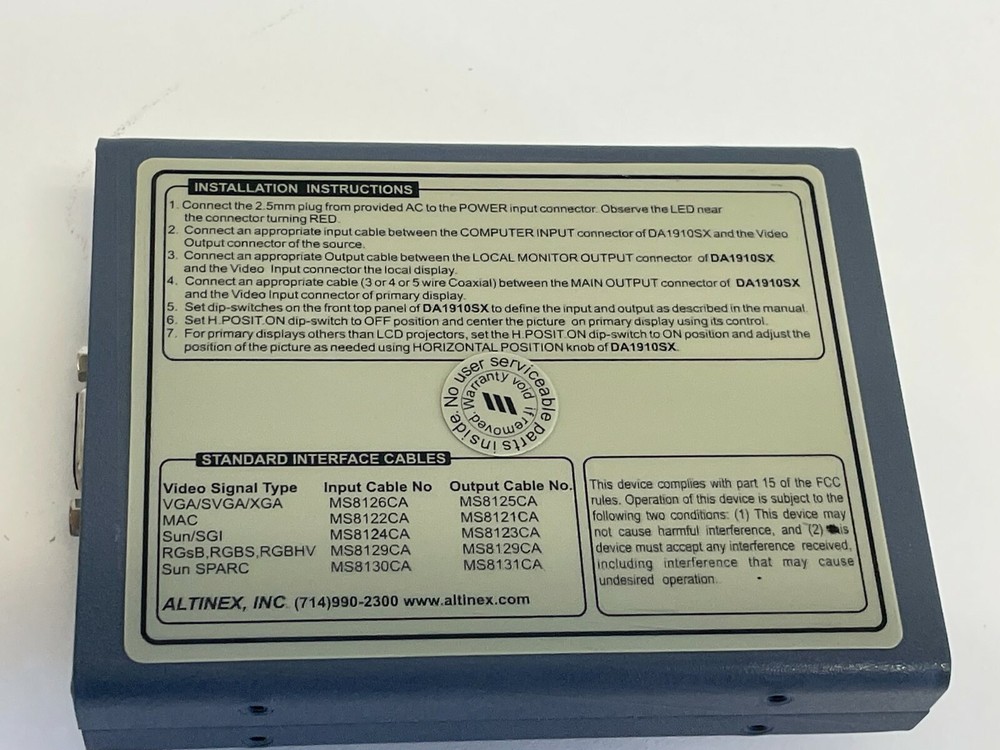 INSTALLATION INSTRUCTIONS
1. Connect the 2.5mm plug from provided AC to the POWER input connector. Observe the LED near
the connector turning RED.
2. Connect an appropriate input cable between the COMPUTER INPUT connector of DA1910SX and the Video
Output connector of the source.
3. Connect an appropriate Output cable between the LOCAL MONITOR OUTPUT connector of DA1910SX
and the Video Input connector the local display.
4. Connect an appropriate cable (3 or 4 or 5 wire Coaxial) between the MAIN OUTPUT connector of DA1910SX
and the Video Input connector of primary display.
5. Set dip-switches on the front top panel of DA1910SX to define the input and output as described in the manual.
6. Set H.POSIT.ON dip-switch to OFF position and center the picture on primary display using its control.
7. For primary displays others than LCD projectors, set the H.POSIT.ON dip-switch to ON position and adjust the
position of the picture as needed using HORIZONTAL POSITION knob of DA1910SX.
No user serviceable parts inside.
Warranty void if removed.
STANDARD INTERFACE CABLES
Video Signal Type Input Cable No Output Cable No.
VGA/SVGA/XGA MS8126CA MS8125CA
MAC MS8122CA MS8121CA
Sun/SGI MS8124CA MS8123CA
RGsB,RGBS,RGBHV MS8129CA MS8129CA
Sun SPARC MS8130CA MS8131CA
ALTINEX, INC. (714)990-2300 www.altinex.com
This device complies with part 15 of the FCC
rules. Operation of this device is subject to the
following two conditions: (1) This device may
not cause harmful interference, and (2) this
device must accept any interference received,
including interference that may cause
undesired operation.